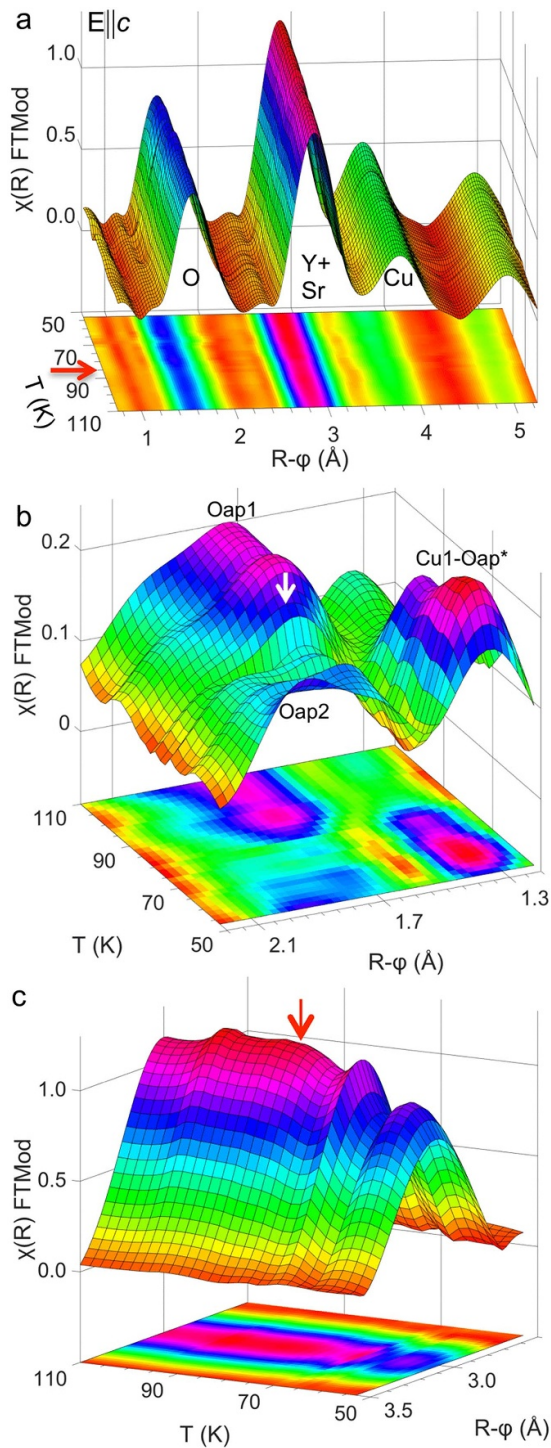 a
E||c
1.0
0.5
0.0
χ(R) FTMod
O
Y+
Sr
Cu
50
70
90
110
T (K)
1
2
3
4
5
R-φ (Å)
b
Oap1
Cu1-Oap*
0.2
0.1
0
χ(R) FTMod
Oap2
110
90
70
50
T (K)
2.1
1.7
1.3
R-φ (Å)
c
1.0
0.5
0.0
χ(R) FTMod
110
90
70
50
T (K)
3.5
3.0
R-φ (Å)